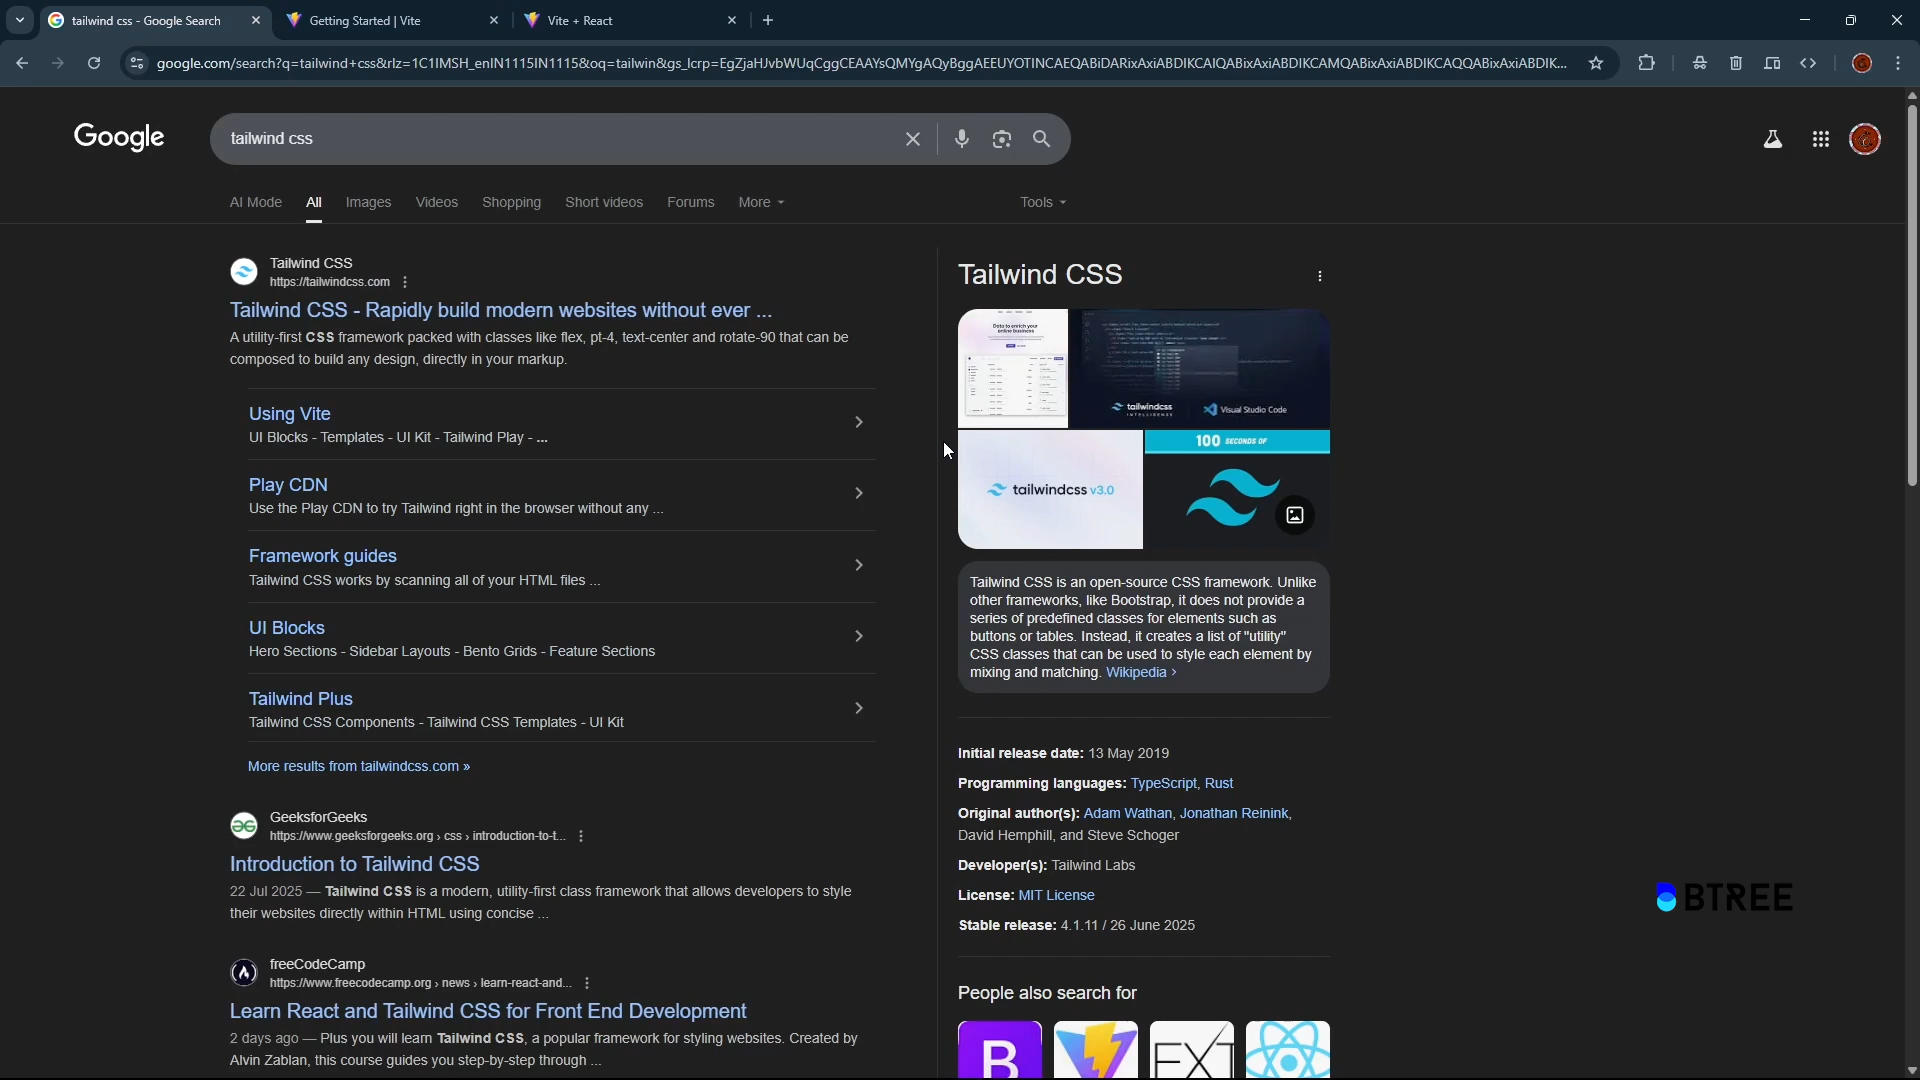 tailwind css - Google Search
Getting Started | Vite
Vite + React
google.com/search?q=tailwind+css&rlz=1C1IMSH_enIN1115IN1115&oq=tailwin&gs_lcrp=EgZjaHJvbWUqCggCEAAYsQMYgAQyBggAEEUYOTINCAEQABiDARixAxiABDIKCAIQABixAxiABDIKCAMQABixAxiABDIKCAQQABixAxiABDIK...
Google
tailwind css
AI Mode All Images Videos Shopping Short videos Forums More Tools
Tailwind CSS
https://tailwindcss.com
Tailwind CSS - Rapidly build modern websites without ever ...
A utility-first CSS framework packed with classes like flex, pt-4, text-center and rotate-90 that can be
composed to build any design, directly in your markup.
Using Vite
UI Blocks - Templates - UI Kit - Tailwind Play - ...
Play CDN
Use the Play CDN to try Tailwind right in the browser without any ...
Framework guides
Tailwind CSS works by scanning all of your HTML files ...
UI Blocks
Hero Sections - Sidebar Layouts - Bento Grids - Feature Sections
Tailwind Plus
Tailwind CSS Components - Tailwind CSS Templates - UI Kit
More results from tailwindcss.com »
GeeksforGeeks
https://www.geeksforgeeks.org › css › introduction-to-t...
Introduction to Tailwind CSS
22 Jul 2025 — Tailwind CSS is a modern, utility-first class framework that allows developers to style
their websites directly within HTML using concise ...
freeCodeCamp
https://www.freecodecamp.org › news › learn-react-and...
Learn React and Tailwind CSS for Front End Development
2 days ago — Plus you will learn Tailwind CSS, a popular framework for styling websites. Created by
Alvin Zablan, this course guides you step-by-step through ...
Tailwind CSS
Data to enrich your
online business
tailwindcss
INTELLISENSE
Visual Studio Code
tailwindcss v3.0
100 SECONDS OF
Tailwind CSS is an open-source CSS framework. Unlike
other frameworks, like Bootstrap, it does not provide a
series of predefined classes for elements such as
buttons or tables. Instead, it creates a list of "utility"
CSS classes that can be used to style each element by
mixing and matching. Wikipedia ›
Initial release date: 13 May 2019
Programming languages: TypeScript, Rust
Original author(s): Adam Wathan, Jonathan Reinink,
David Hemphill, and Steve Schoger
Developer(s): Tailwind Labs
License: MIT License
Stable release: 4.1.11 / 26 June 2025
People also search for
B
EXT
BTREE